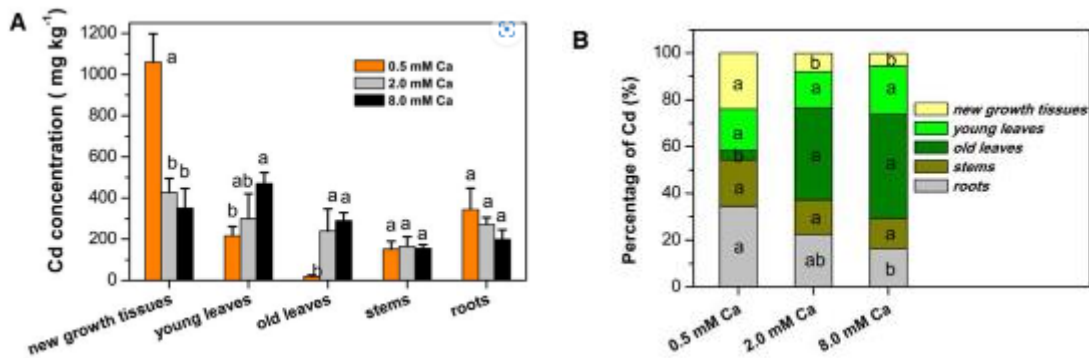 A
Cd concentration ( mg kg⁻¹)
1200
1000
800
600
400
200
0
0.5 mM Ca
2.0 mM Ca
8.0 mM Ca
a
b
b
b
ab
a
b
a
a
a
a
a
a
a
a
new growth tissues
young leaves
old leaves
stems
roots
B
Percentage of Cd (%)
100
80
60
40
20
0
a
b
b
a
a
a
b
a
a
a
a
a
a
ab
b
new growth tissues
young leaves
old leaves
stems
roots
0.5 mM Ca
2.0 mM Ca
8.0 mM Ca